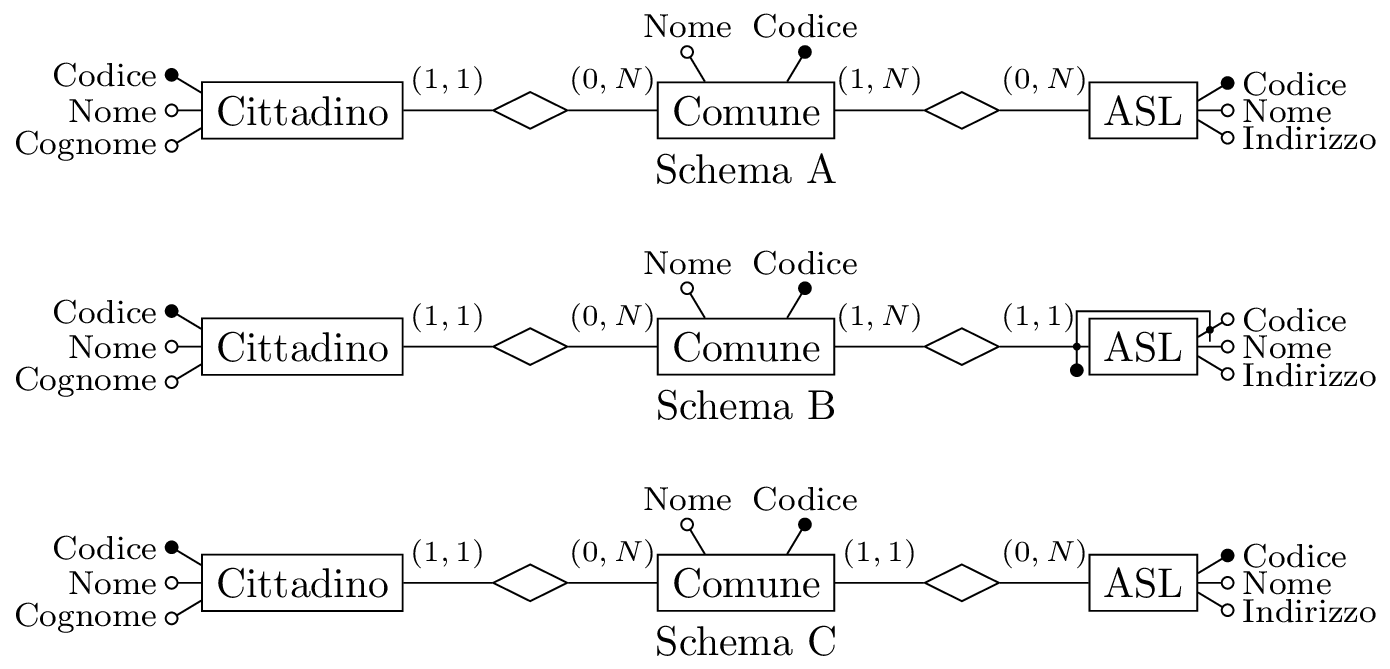 Nome Codice
Codice (1, 1) (0, N) (1, N) (0, N) Codice
Nome Cittadino Comune ASL Nome
Cognome Indirizzo
Schema A
Nome Codice
Codice (1, 1) (0, N) (1, N) (1, 1) Codice
Nome Cittadino Comune ASL Nome
Cognome Indirizzo
Schema B
Nome Codice
Codice (1, 1) (0, N) (1, 1) (0, N) Codice
Nome Cittadino Comune ASL Nome
Cognome Indirizzo
Schema C